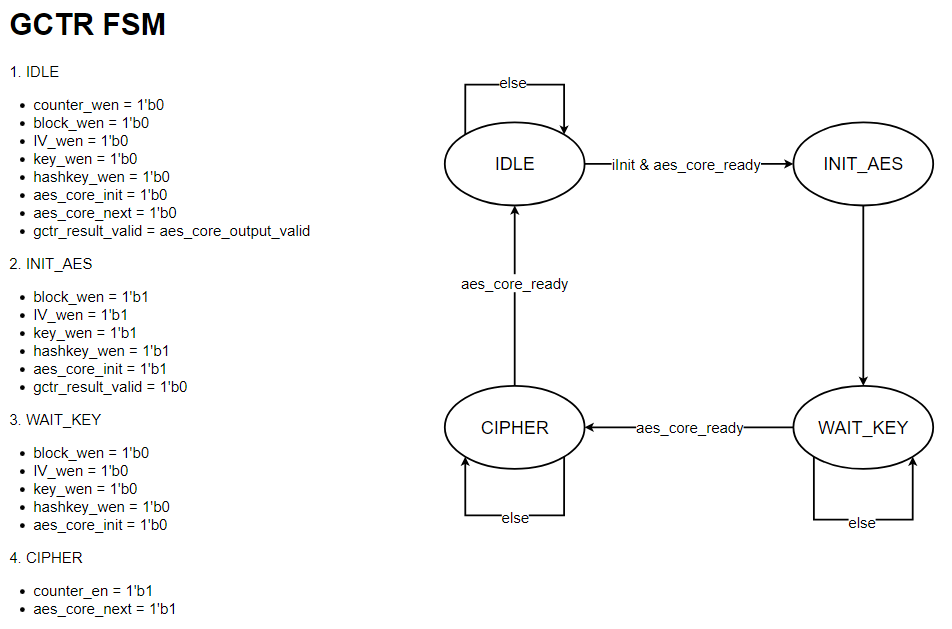 GCTR FSM
1. IDLE
• counter_wen = 1'b0
• block_wen = 1'b0
• IV_wen = 1'b0
• key_wen = 1'b0
• hashkey_wen = 1'b0
• aes_core_init = 1'b0
• aes_core_next = 1'b0
• gctr_result_valid = aes_core_output_valid
2. INIT_AES
• block_wen = 1'b1
• IV_wen = 1'b1
• key_wen = 1'b1
• hashkey_wen = 1'b1
• aes_core_init = 1'b1
• gctr_result_valid = 1'b0
3. WAIT_KEY
• block_wen = 1'b0
• IV_wen = 1'b0
• key_wen = 1'b0
• hashkey_wen = 1'b0
• aes_core_init = 1'b0
4. CIPHER
• counter_en = 1'b1
• aes_core_next = 1'b1
else
IDLE
iInit & aes_core_ready
INIT_AES
aes_core_ready
CIPHER
aes_core_ready
WAIT_KEY
else
else